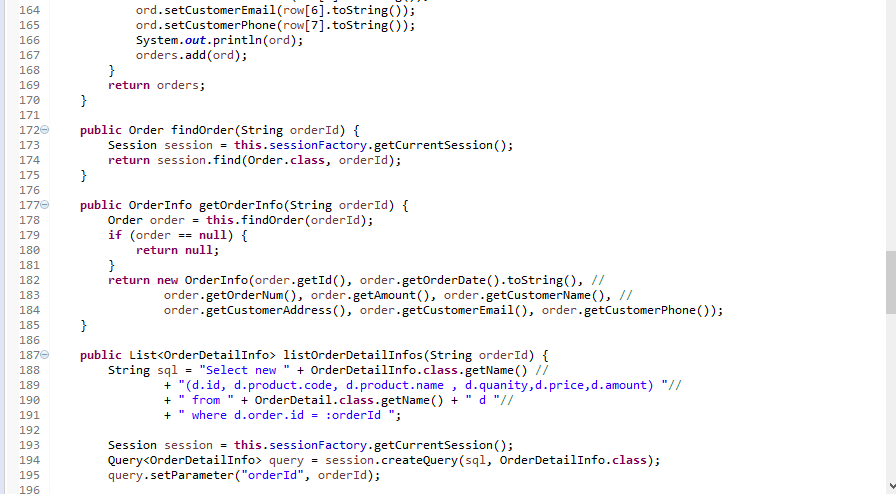 164 ord.setCustomerEmail(row[6].toString());
165 ord.setCustomerPhone(row[7].toString());
166 System.out.println(ord);
167 orders.add(ord);
168 }
169 return orders;
170 }
171
172 public Order findOrder(String orderId) {
173 Session session = this.sessionFactory.getCurrentSession();
174 return session.find(Order.class, orderId);
175 }
176
177 public OrderInfo getOrderInfo(String orderId) {
178 Order order = this.findOrder(orderId);
179 if (order == null) {
180 return null;
181 }
182 return new OrderInfo(order.getId(), order.getOrderDate().toString(), //
183 order.getOrderNum(), order.getAmount(), order.getCustomerName(), //
184 order.getCustomerAddress(), order.getCustomerEmail(), order.getCustomerPhone());
185 }
186
187 public List<OrderDetailInfo> listOrderDetailInfos(String orderId) {
188 String sql = "Select new " + OrderDetailInfo.class.getName() //
189 + "(d.id, d.product.code, d.product.name , d.quanity,d.price,d.amount) "//
190 + " from " + OrderDetail.class.getName() + " d "//
191 + " where d.order.id = :orderId ";
192
193 Session session = this.sessionFactory.getCurrentSession();
194 Query<OrderDetailInfo> query = session.createQuery(sql, OrderDetailInfo.class);
195 query.setParameter("orderId", orderId);
196